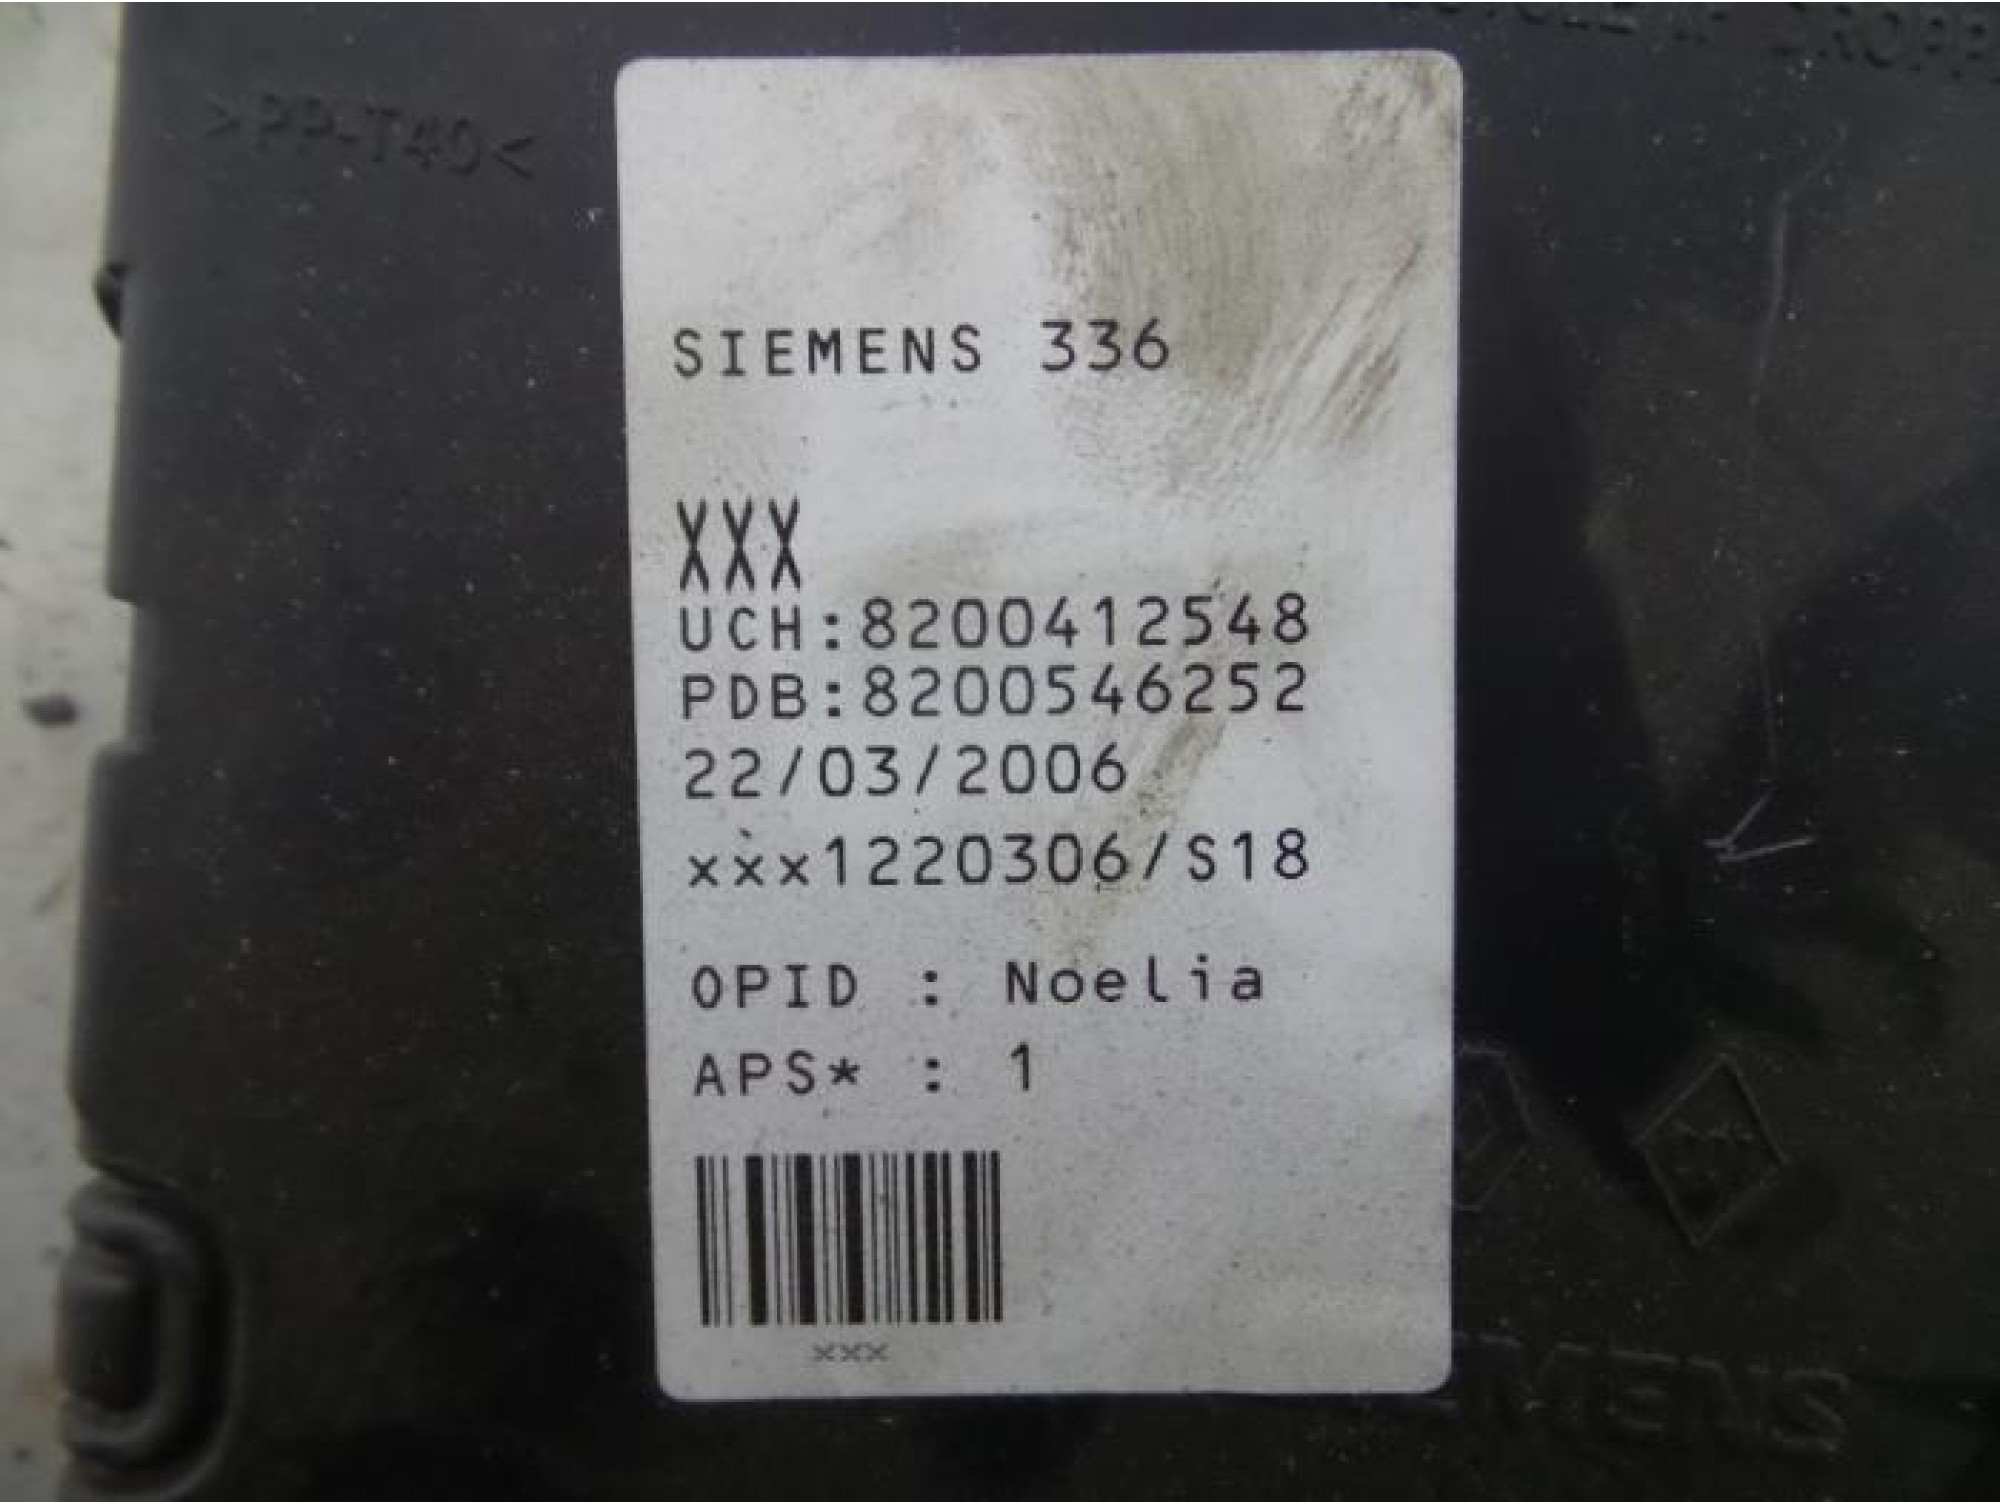 >PP-T40<
SIEMENS 336
XXX
UCH:8200412548
PDB:8200546252
22/03/2006
xxx1220306/S18
OPID : Noelia
APS* : 1
xxx
MENS